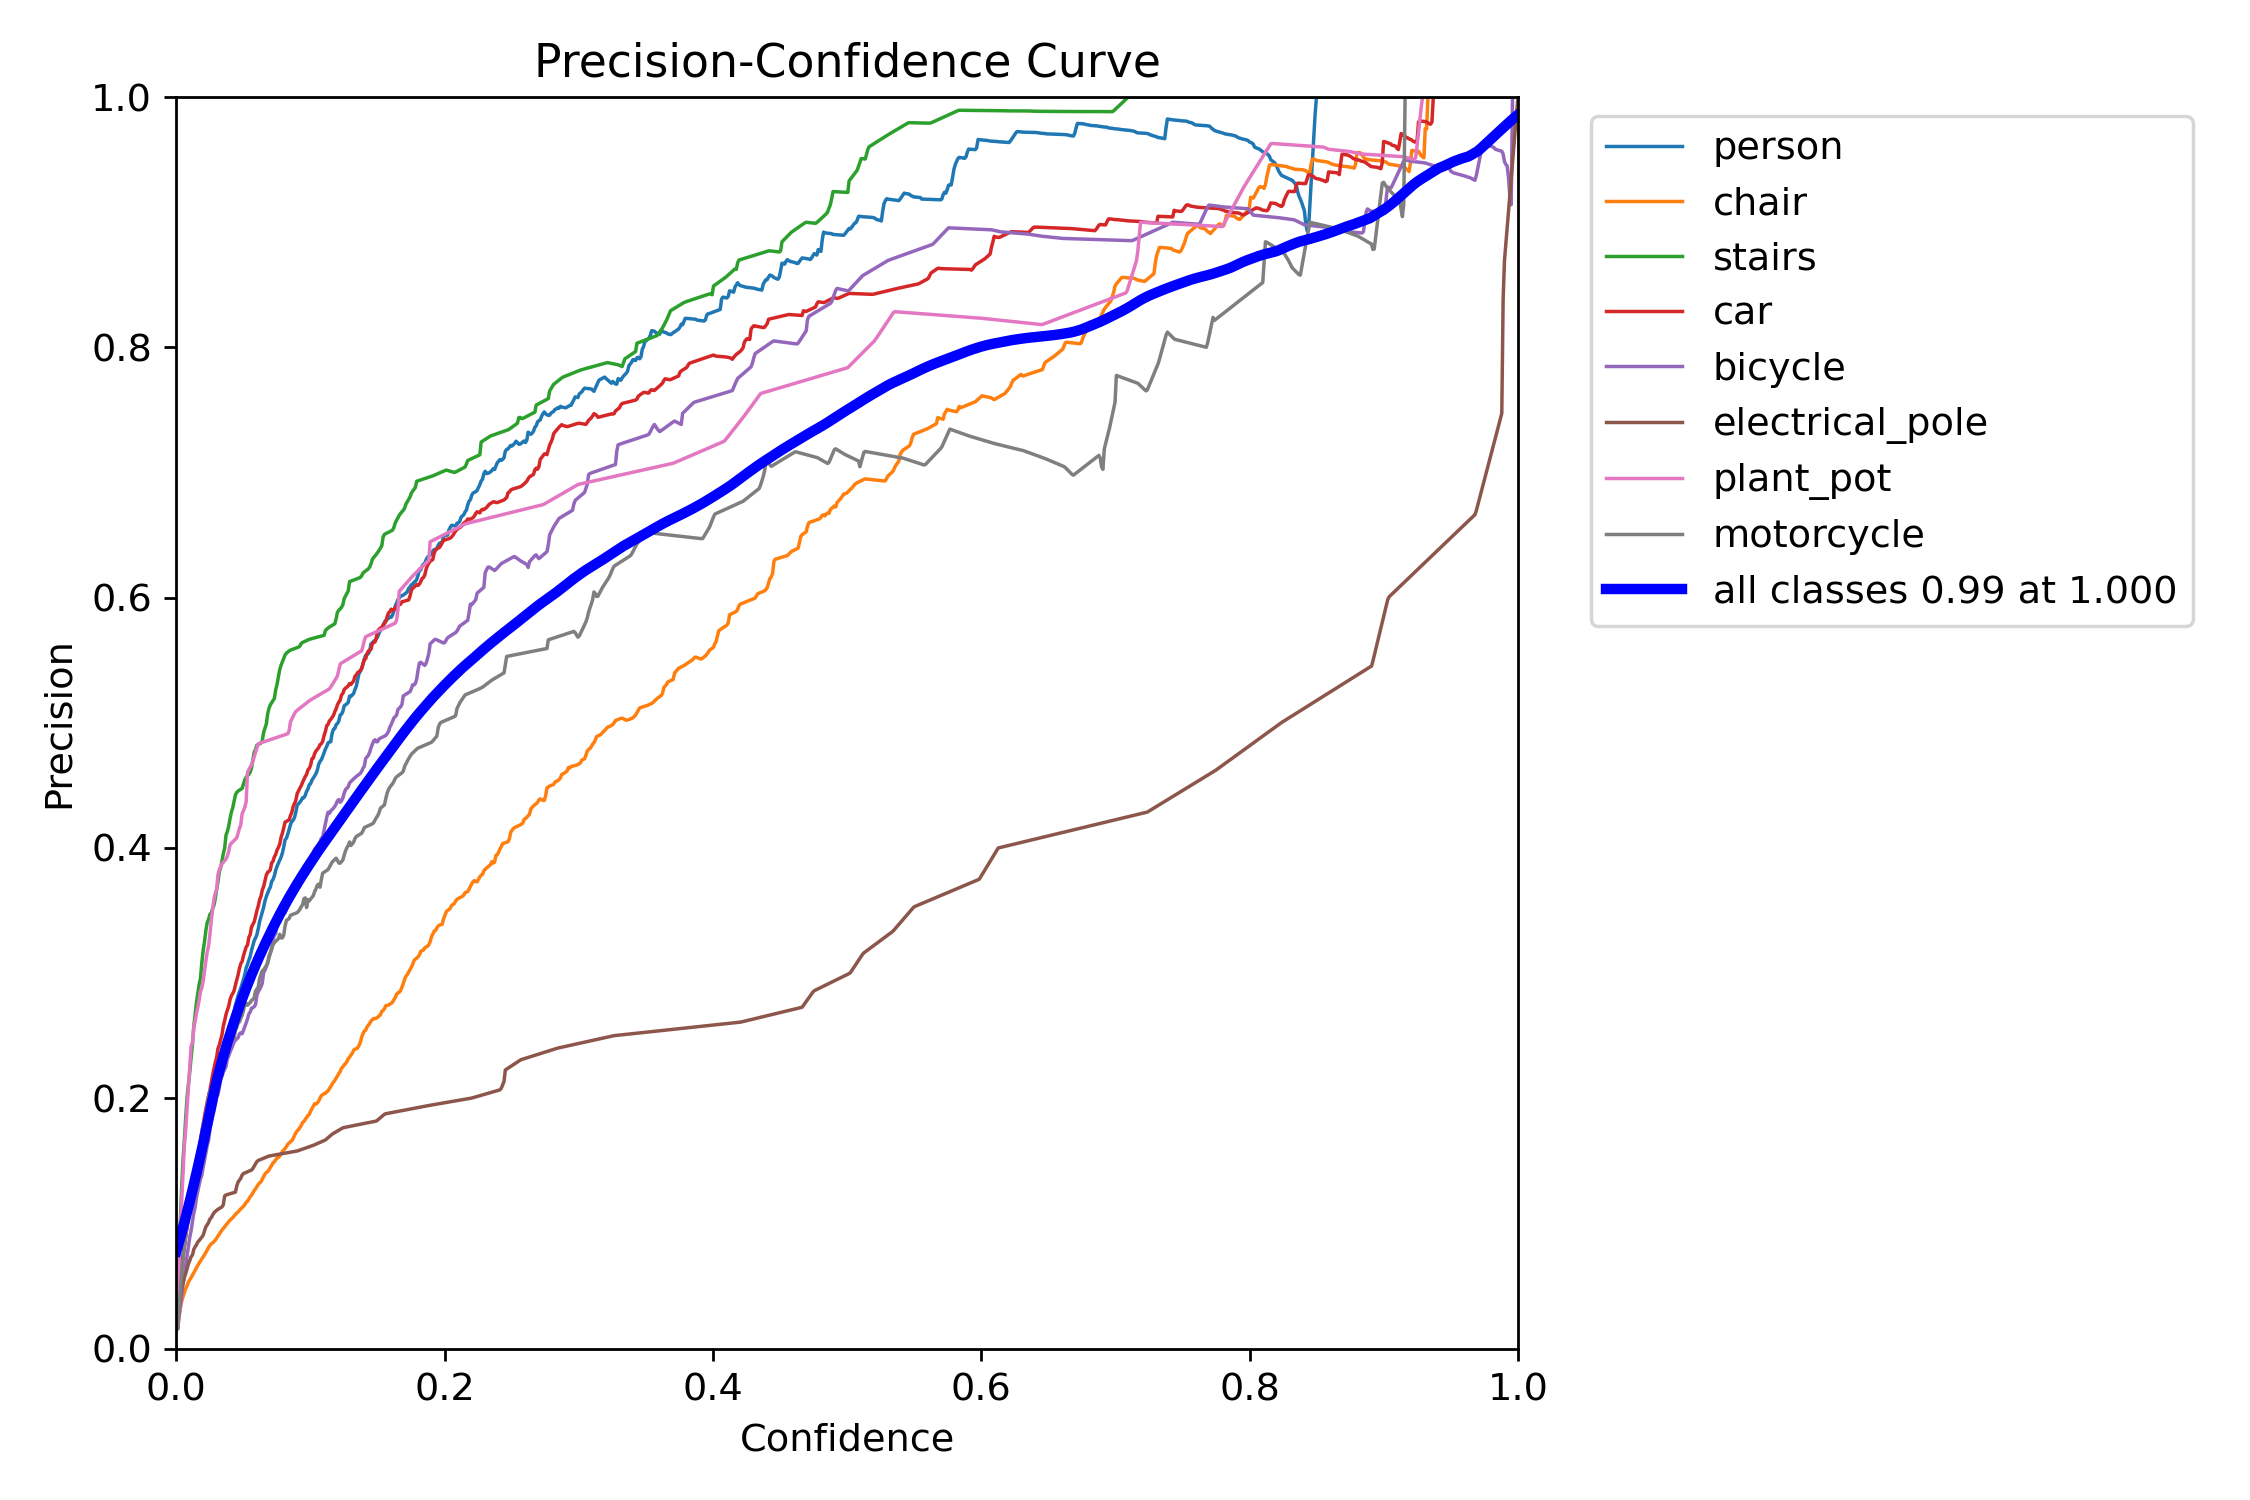 Precision-Confidence Curve
1.0
0.8
0.6
0.4
0.2
0.0
Precision
0.0 0.2 0.4 0.6 0.8 1.0
Confidence
person
chair
stairs
car
bicycle
electrical_pole
plant_pot
motorcycle
all classes 0.99 at 1.000